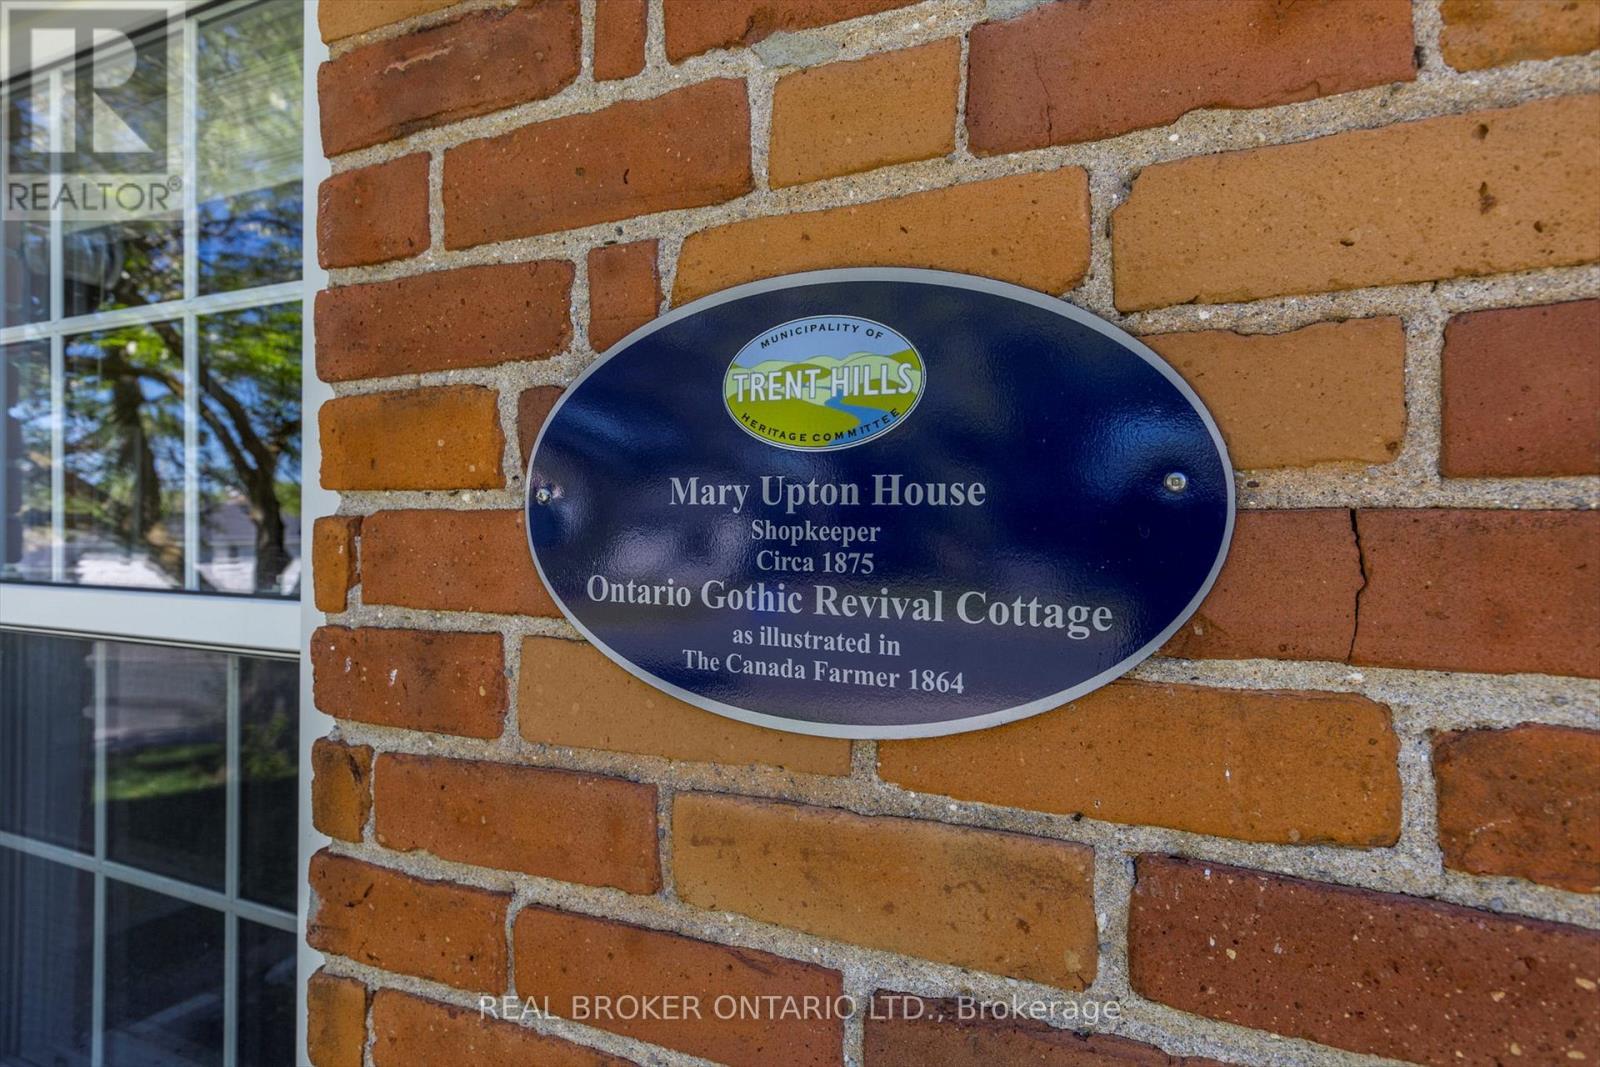 REALTOR®
MUNICIPALITY OF
TRENT HILLS
HERITAGE COMMITTEE
Mary Upton House
Shopkeeper
Circa 1875
Ontario Gothic Revival Cottage
as illustrated in
The Canada Farmer 1864
REAL BROKER ONTARIO LTD., Brokerage